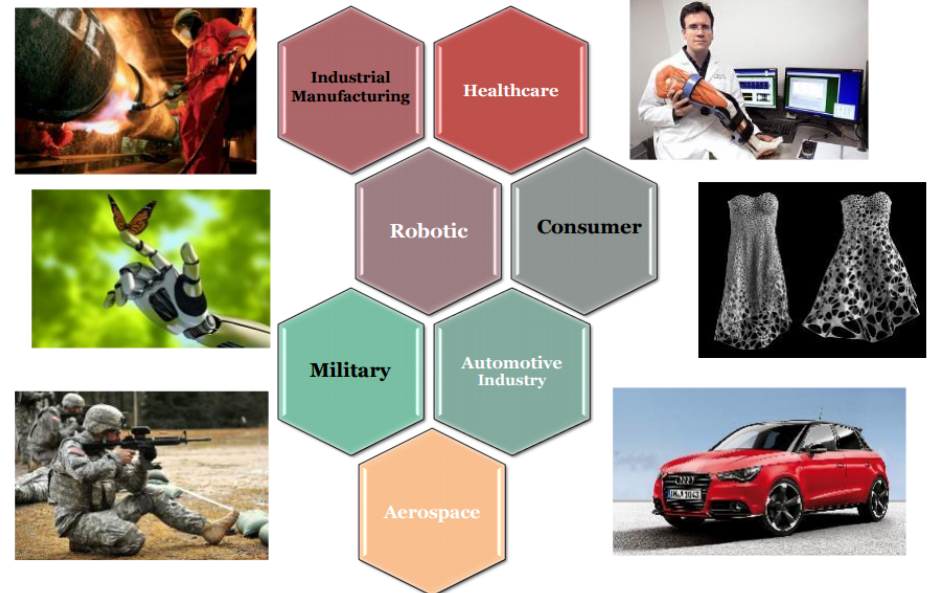 Industrial
Manufacturing
Healthcare
Robotic
Consumer
Military
Automotive
Industry
Aerospace